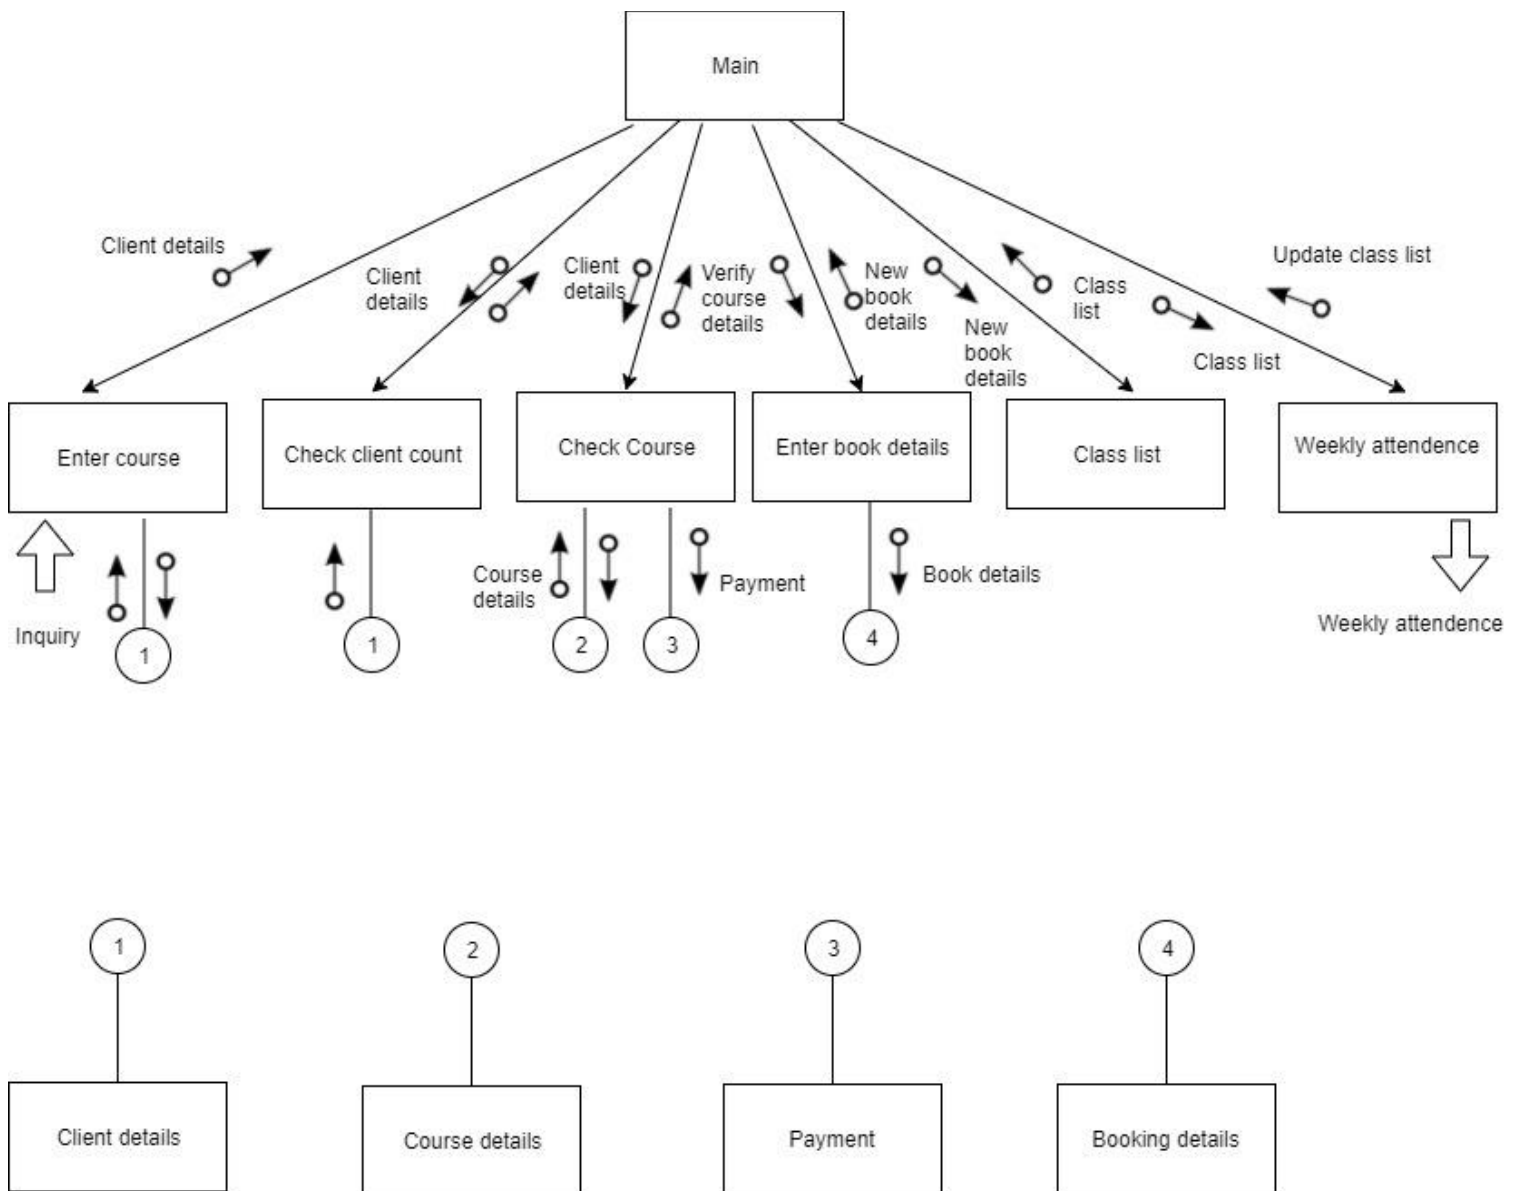 Main
Client details
Client
details
Client
details
Verify
course
details
New
book
details
New
book
details
Class
list
Class list
Update class list
Enter course
Check client count
Check Course
Enter book details
Class list
Weekly attendence
Inquiry
1
1
Course
details
2
3
Payment
4
Book details
Weekly attendence
1
2
3
4
Client details
Course details
Payment
Booking details